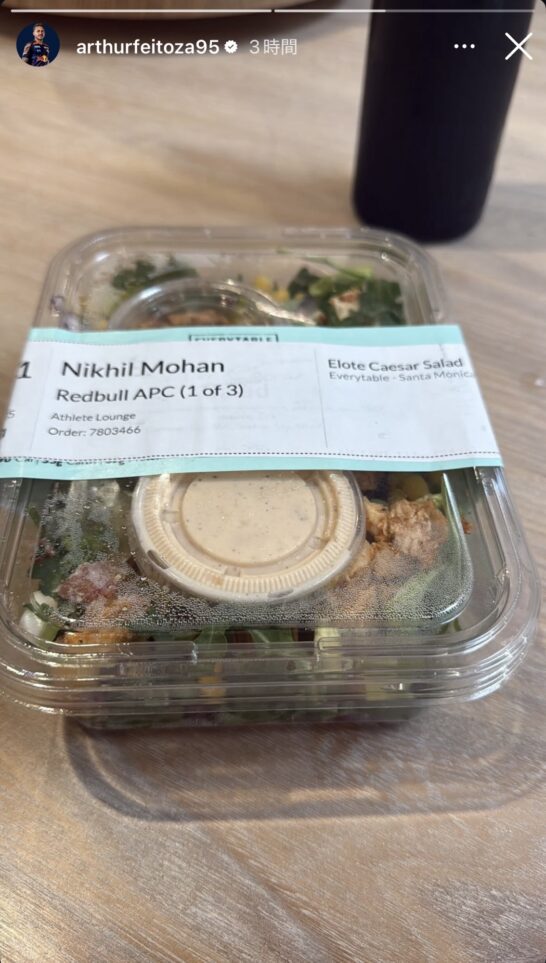 arthurfeitoza95 3時間
EVERYTABLE
1 Nikhil Mohan
Redbull APC (1 of 3)
Athlete Lounge
Order: 7803466
Elote Caesar Salad
Everytable - Santa Monica